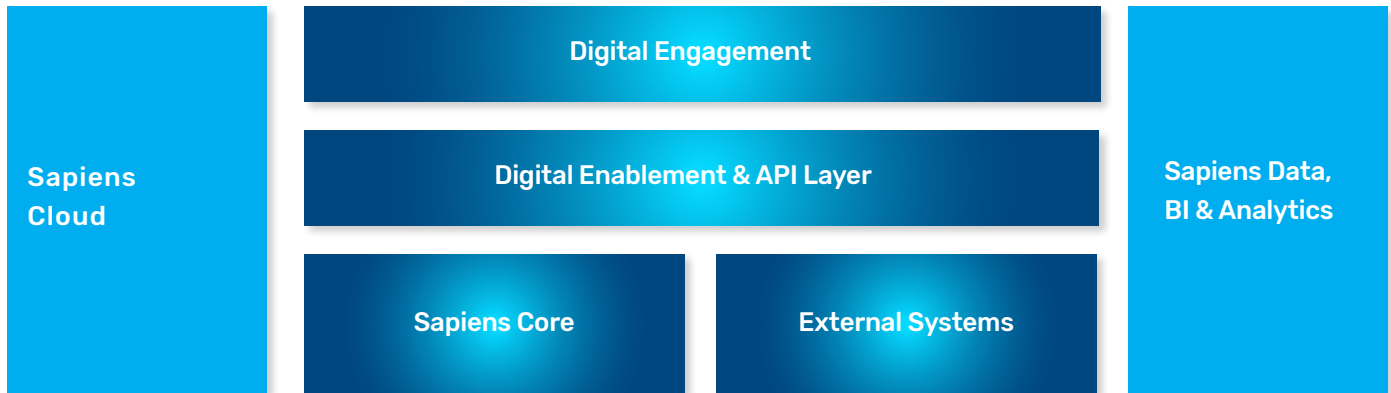 Sapiens
Cloud
Digital Engagement
Digital Enablement & API Layer
Sapiens Core
External Systems
Sapiens Data,
BI & Analytics